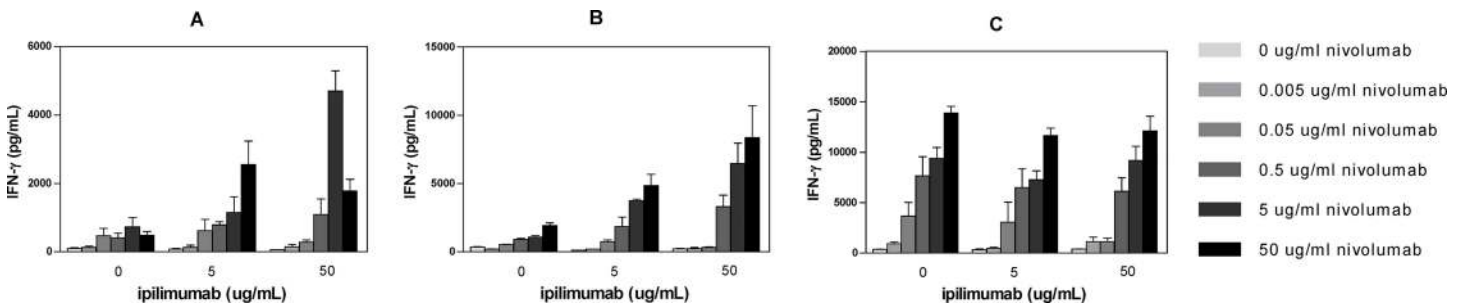 A
IFN-γ (pg/mL)
6000
4000
2000
0
0 5 50
ipilimumab (ug/mL)
B
IFN-γ (pg/mL)
15000
10000
5000
0
0 5 50
ipilimumab (ug/mL)
C
IFN-γ (pg/mL)
20000
15000
10000
5000
0
0 5 50
ipilimumab (ug/mL)
0 ug/ml nivolumab
0.005 ug/ml nivolumab
0.05 ug/ml nivolumab
0.5 ug/ml nivolumab
5 ug/ml nivolumab
50 ug/ml nivolumab